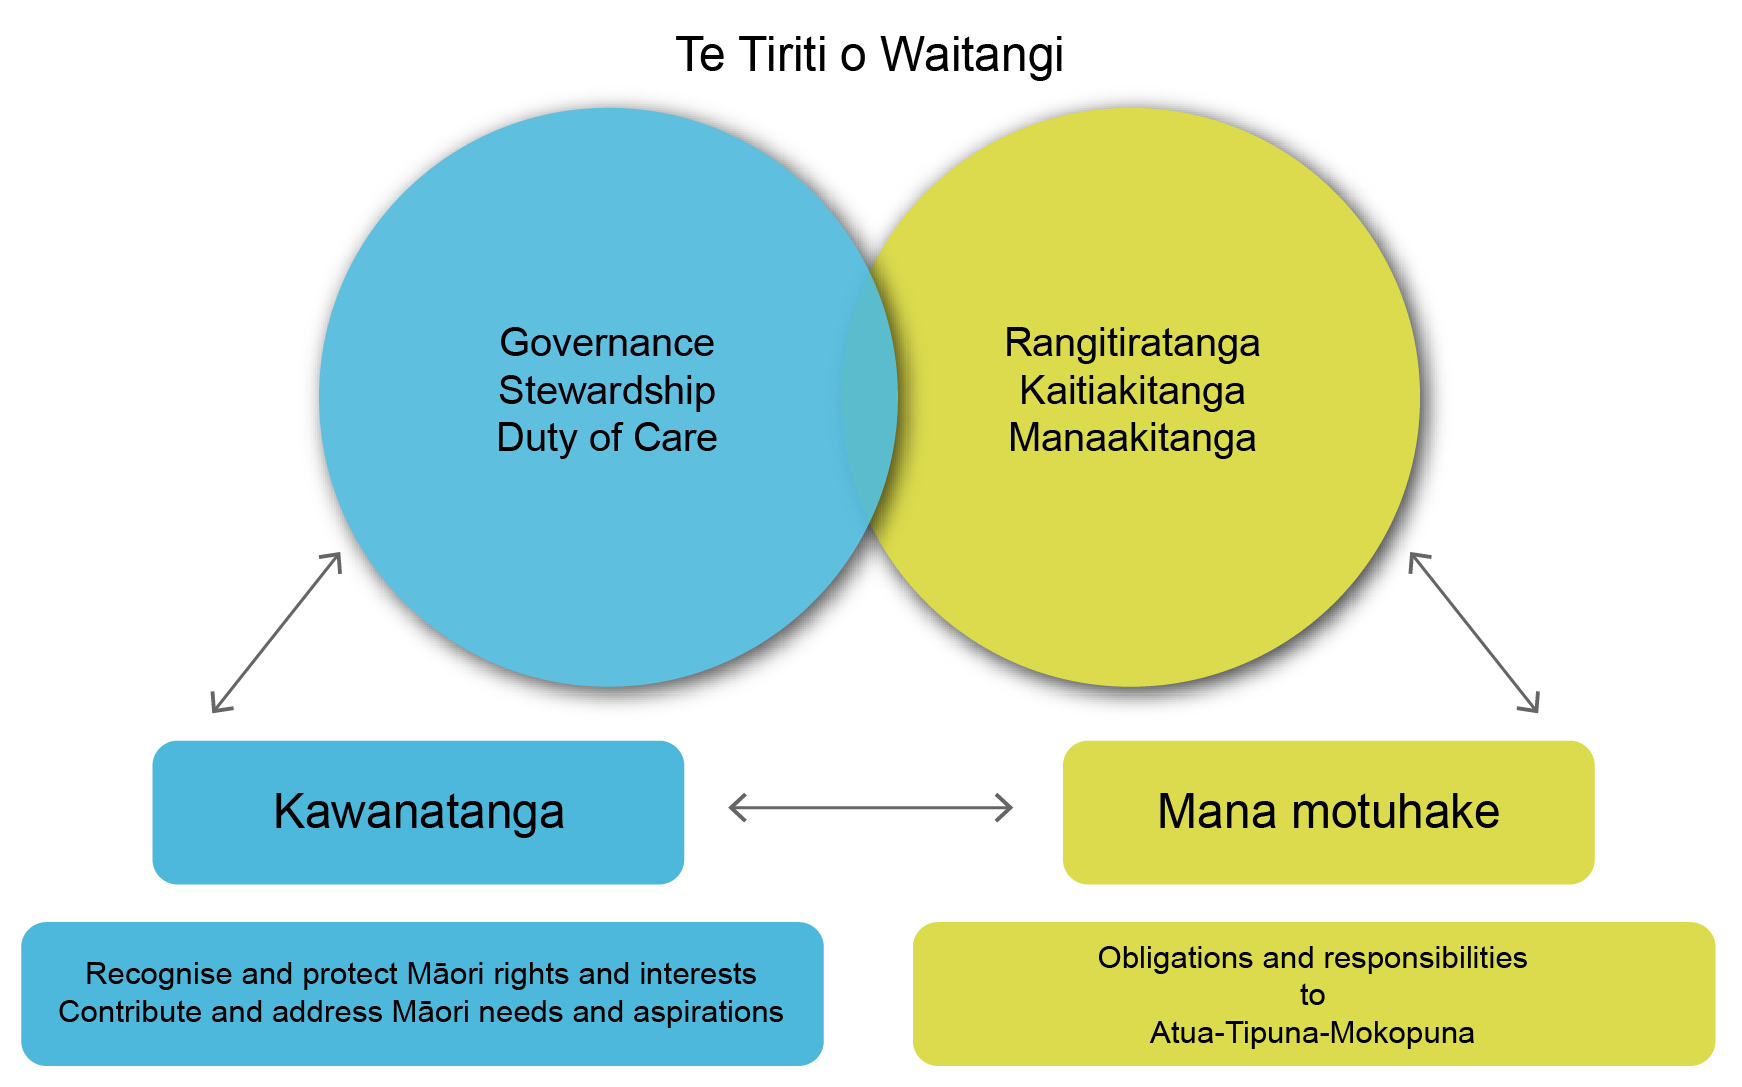 Te Tiriti o Waitangi
Governance
Stewardship
Duty of Care
Rangitiratanga
Kaitiakitanga
Manaakitanga
Kawanatanga
Mana motuhake
Recognise and protect Māori rights and interests
Contribute and address Māori needs and aspirations
Obligations and responsibilities
to
Atua-Tipuna-Mokopuna